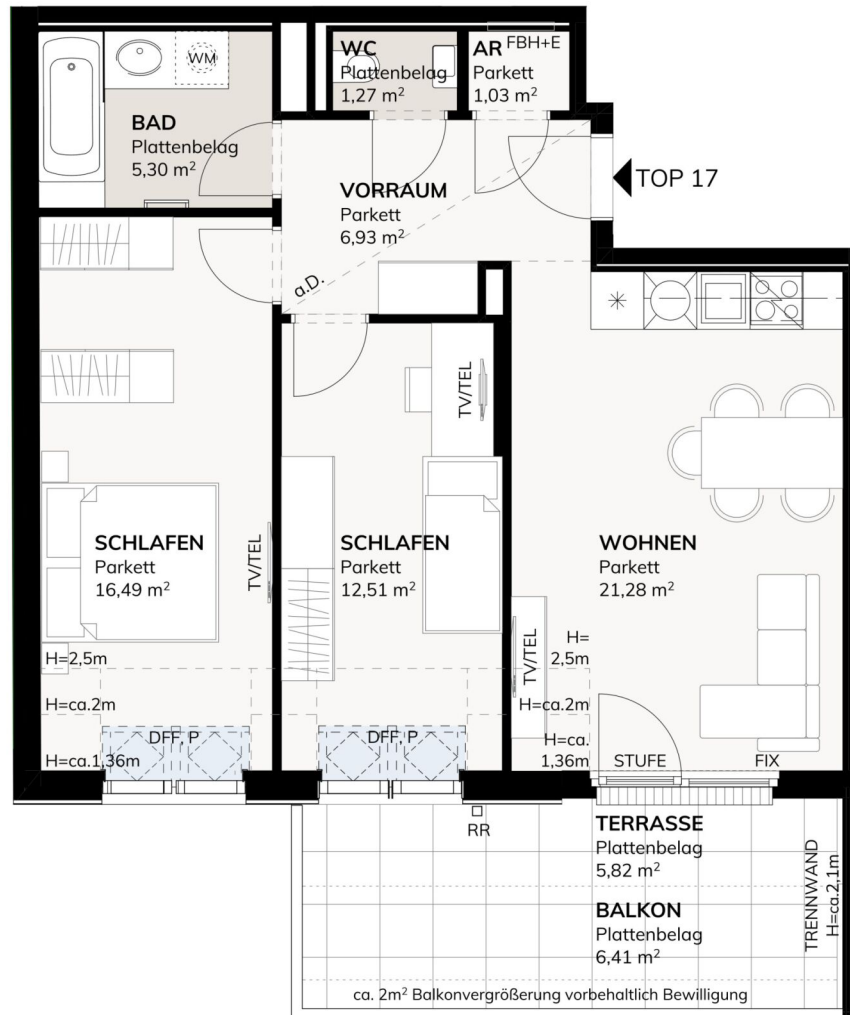 WC
Plattenbelag
1,27 m²
AR FBH+E
Parkett
1,03 m²
WM
BAD
Plattenbelag
5,30 m²
TOP 17
VORRAUM
Parkett
6,93 m²
a.D.
TV/TEL
SCHLAFEN
Parkett
16,49 m²
TV/TEL
SCHLAFEN
Parkett
12,51 m²
WOHNEN
Parkett
21,28 m²
TV/TEL
H=2,5m
H=ca.2m
H=ca.1,36m
DFF, P
DFF, P
H=
2,5m
H=ca.2m
H=ca.
1,36m
STUFE
FIX
RR
TERRASSE
Plattenbelag
5,82 m²
BALKON
Plattenbelag
6,41 m²
TRENNWAND
H=ca.2,1m
ca. 2m² Balkonvergrößerung vorbehaltlich Bewilligung